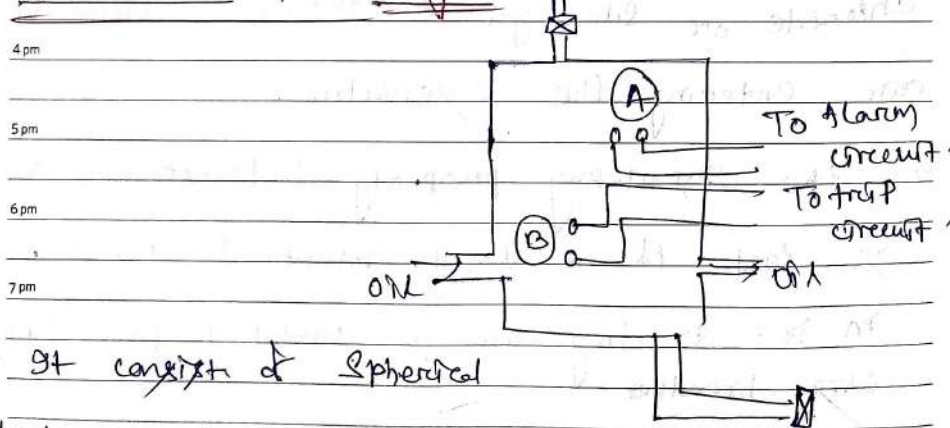 4 pm
A
To Alarm
5 pm
circuit
To trip
6 pm
B
circuit
OIL
OIL
7 pm
It consist of Spherical